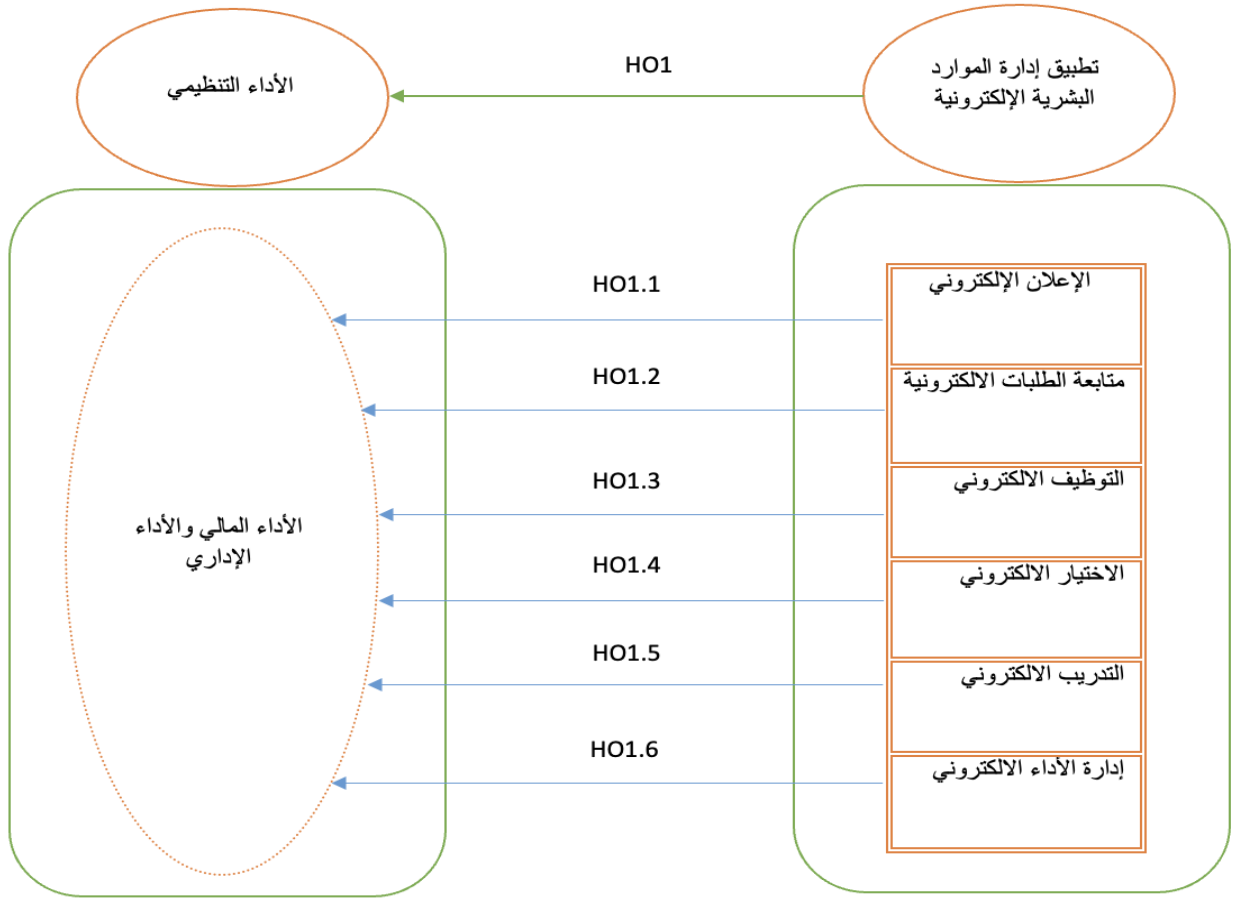 تطبيق إدارة الموارد
البشرية الإلكترونية
HO1
الأداء التنظيمي
الإعلان الإلكتروني
HO1.1
متابعة الطلبات الالكترونية
HO1.2
التوظيف الالكتروني
HO1.3
الاختيار الالكتروني
HO1.4
التدريب الالكتروني
HO1.5
إدارة الأداء الالكتروني
HO1.6
الأداء المالي والأداء
الإداري